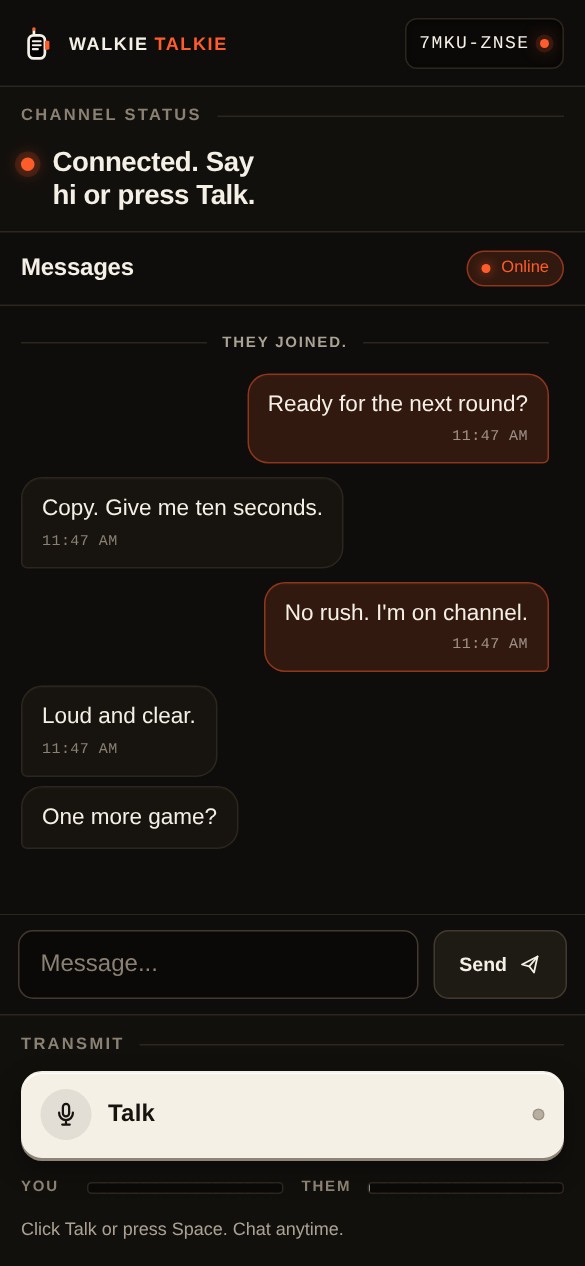 WALKIE TALKIE
7MKU-ZNSE
CHANNEL STATUS
Connected. Say
hi or press Talk.
Messages
Online
THEY JOINED.
Ready for the next round?
11:47 AM
Copy. Give me ten seconds.
11:47 AM
No rush. I'm on channel.
11:47 AM
Loud and clear.
11:47 AM
One more game?
Message...
Send
TRANSMIT
Talk
YOU
THEM
Click Talk or press Space. Chat anytime.